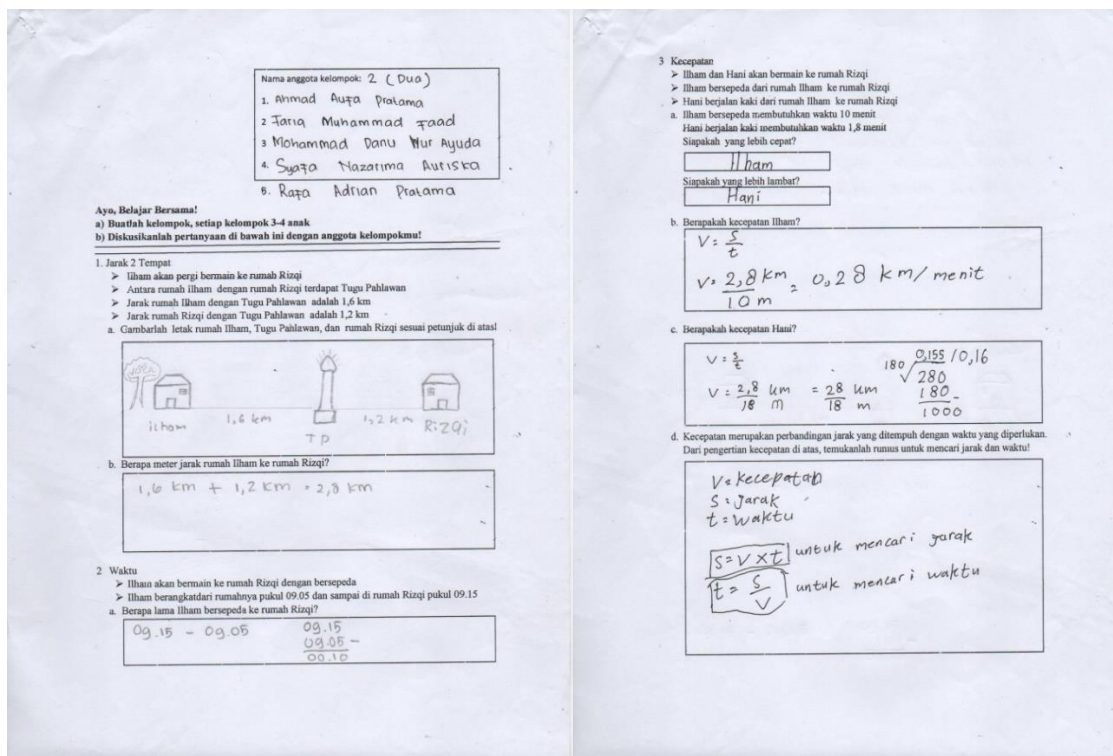 Nama anggota kelompok: 2 (Dua)
1. Ahmad Aufa Pratama
2 Tariq Muhammad Faad
3 Mohammad Danu Nur Ayuda
4. Syafa Nazarima Auriska
5. Rafa Adrian Pratama
Ayo, Belajar Bersama!
a) Buatlah kelompok, setiap kelompok 3-4 anak
b) Diskusikanlah pertanyaan di bawah ini dengan anggota kelompokmu!
1. Jarak 2 Tempat
➢ Ilham akan pergi bermain ke rumah Rizqi
➢ Antara rumah ilham dengan rumah Rizqi terdapat Tugu Pahlawan
➢ Jarak rumah Ilham dengan Tugu Pahlawan adalah 1,6 km
➢ Jarak rumah Rizqi dengan Tugu Pahlawan adalah 1,2 km
a. Gambarlah letak rumah Ilham, Tugu Pahlawan, dan rumah Rizqi sesuai petunjuk di atas!
ilham 1,6 km TP 1,2 km Rizqi
b. Berapa meter jarak rumah Ilham ke rumah Rizqi?
1,6 km + 1,2 km = 2,8 km
2 Waktu
➢ Ilham akan bermain ke rumah Rizqi dengan bersepeda
➢ Ilham berangkatdari rumahnya pukul 09.05 dan sampai di rumah Rizqi pukul 09.15
a. Berapa lama Ilham bersepeda ke rumah Rizqi?
09.15 - 09.05 09.15
09.05 -
00.10
3 Kecepatan
➢ Ilham dan Hani akan bermain ke rumah Rizqi
➢ Ilham bersepeda dari rumah Ilham ke rumah Rizqi
➢ Hani berjalan kaki dari rumah Ilham ke rumah Rizqi
a. Ilham bersepeda membutuhkan waktu 10 menit
Hani berjalan kaki membutuhkan waktu 1,8 menit
Siapakah yang lebih cepat?
Ilham
Siapakah yang lebih lambat?
Hani
b. Berapakah kecepatan Ilham?
V = S/t
V = 2,8 km / 10 m = 0,28 km/menit
c. Berapakah kecepatan Hani?
V = s/t
V = 2,8 km / 18 m = 28 km / 18 m
0,155 / 0,16
180 √ 280
180 -
1000
d. Kecepatan merupakan perbandingan jarak yang ditempuh dengan waktu yang diperlukan.
Dari pengertian kecepatan di atas, temukanlah rumus untuk mencari jarak dan waktu!
V = Kecepatan
S = Jarak
t = Waktu
S = V x t untuk mencari jarak
t = S/V untuk mencari waktu